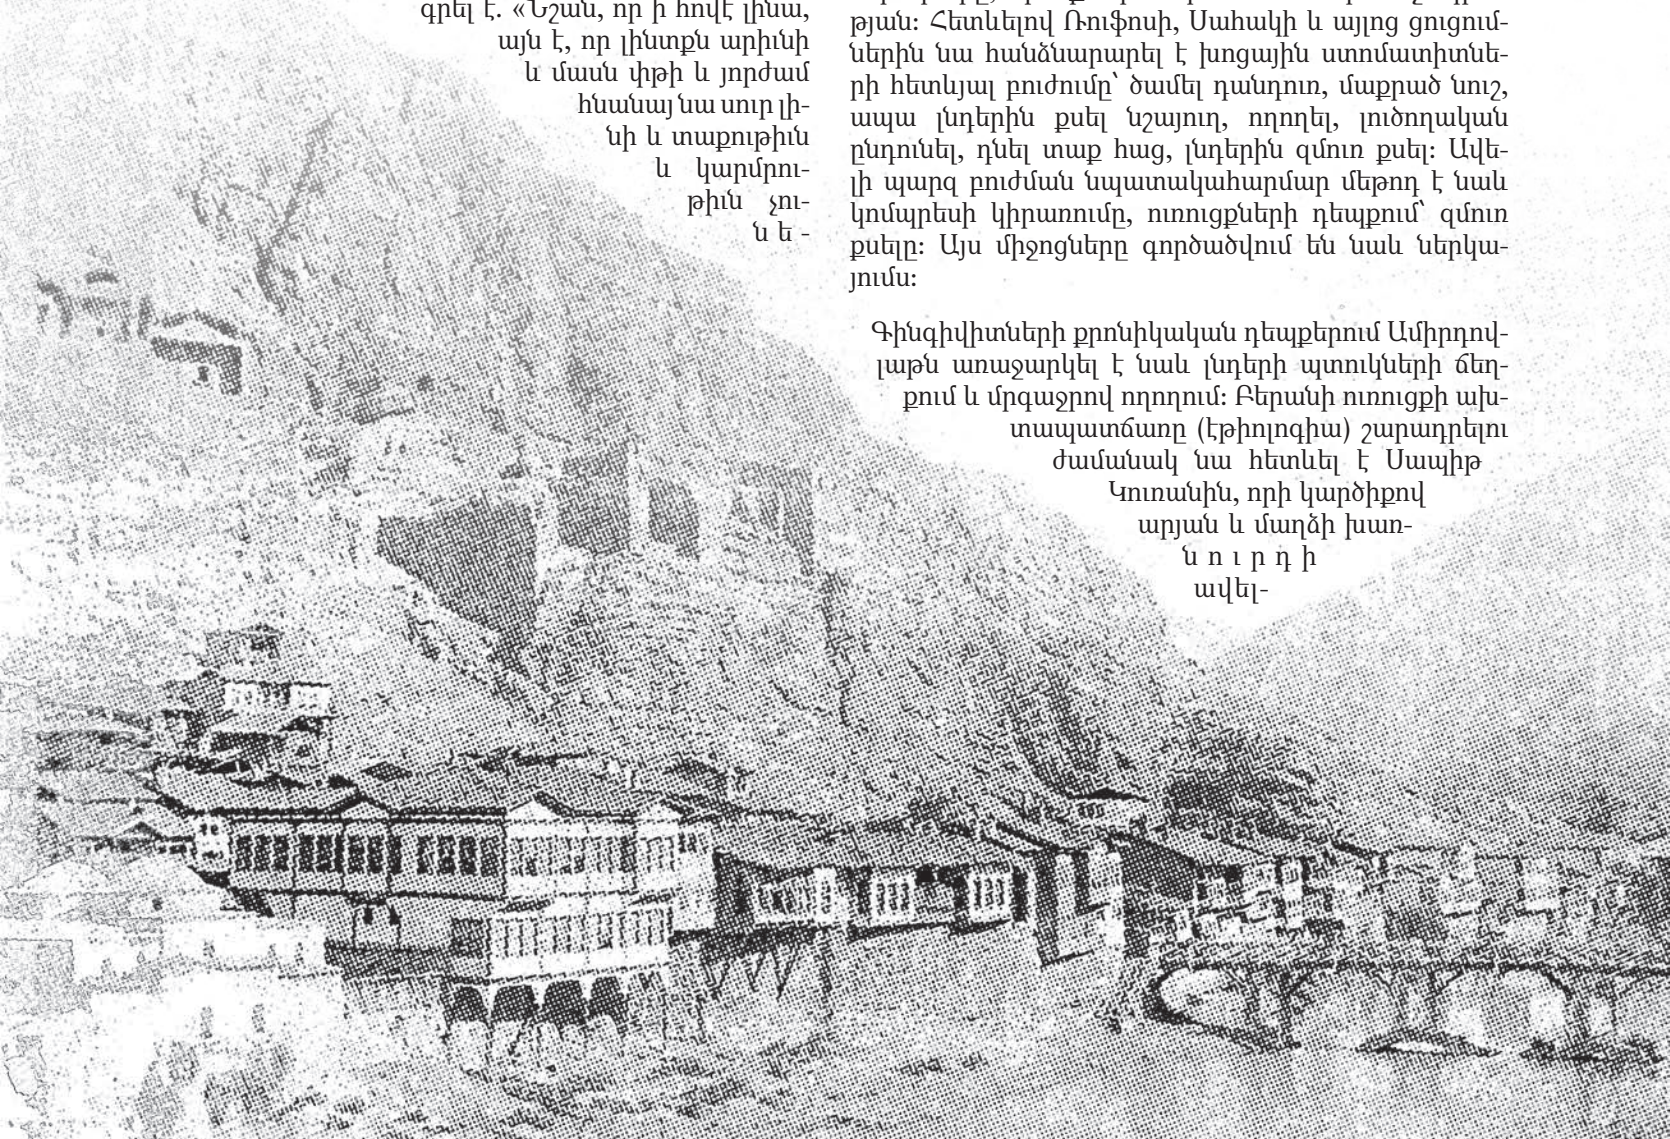 գրել է. «Նշան, որ ի հովէ լինա,
այն է, որ լինտքն արիւնի
և մասն փթի և յորժամ
հնանայ նա սուր լի-
նի և տաքութիւն
և կարմրու-
թիւն չու-
ն ե -
թյան: Հետևելով Ռուֆոսի, Սահակի և այլոց ցուցում-
ներին նա հանձնարարել է խոցային ստոմատիտնե-
րի հետևյալ բուժումը՝ ծամել դանդուռ, մաքրած նուշ,
ապա լնդերին քսել նշայուղ, ողողել, լուծողական
ընդունել, դնել տաք հաց, լնդերին զմուռ քսել: Ավե-
լի պարզ բուժման նպատակահարմար մեթոդ է նաև
կոմպրեսի կիրառումը, ուռուցքների դեպքում՝ զմուռ
քսելը: Այս միջոցները գործածվում են նաև ներկա-
յումս:
Գինգիվիտների քրոնիկական դեպքերում Ամիրդով-
լաթն առաջարկել է նաև լնդերի պտուկների ճեղ-
քում և մրգաջրով ողողում: Բերանի ուռուցքի ախ-
տապատճառը (էթիոլոգիա) շարադրելու
ժամանակ նա հետևել է Սապիթ
Կուռանին, որի կարծիքով
արյան և մաղձի խառ-
ն ո ւ ր դ ի
ավել-